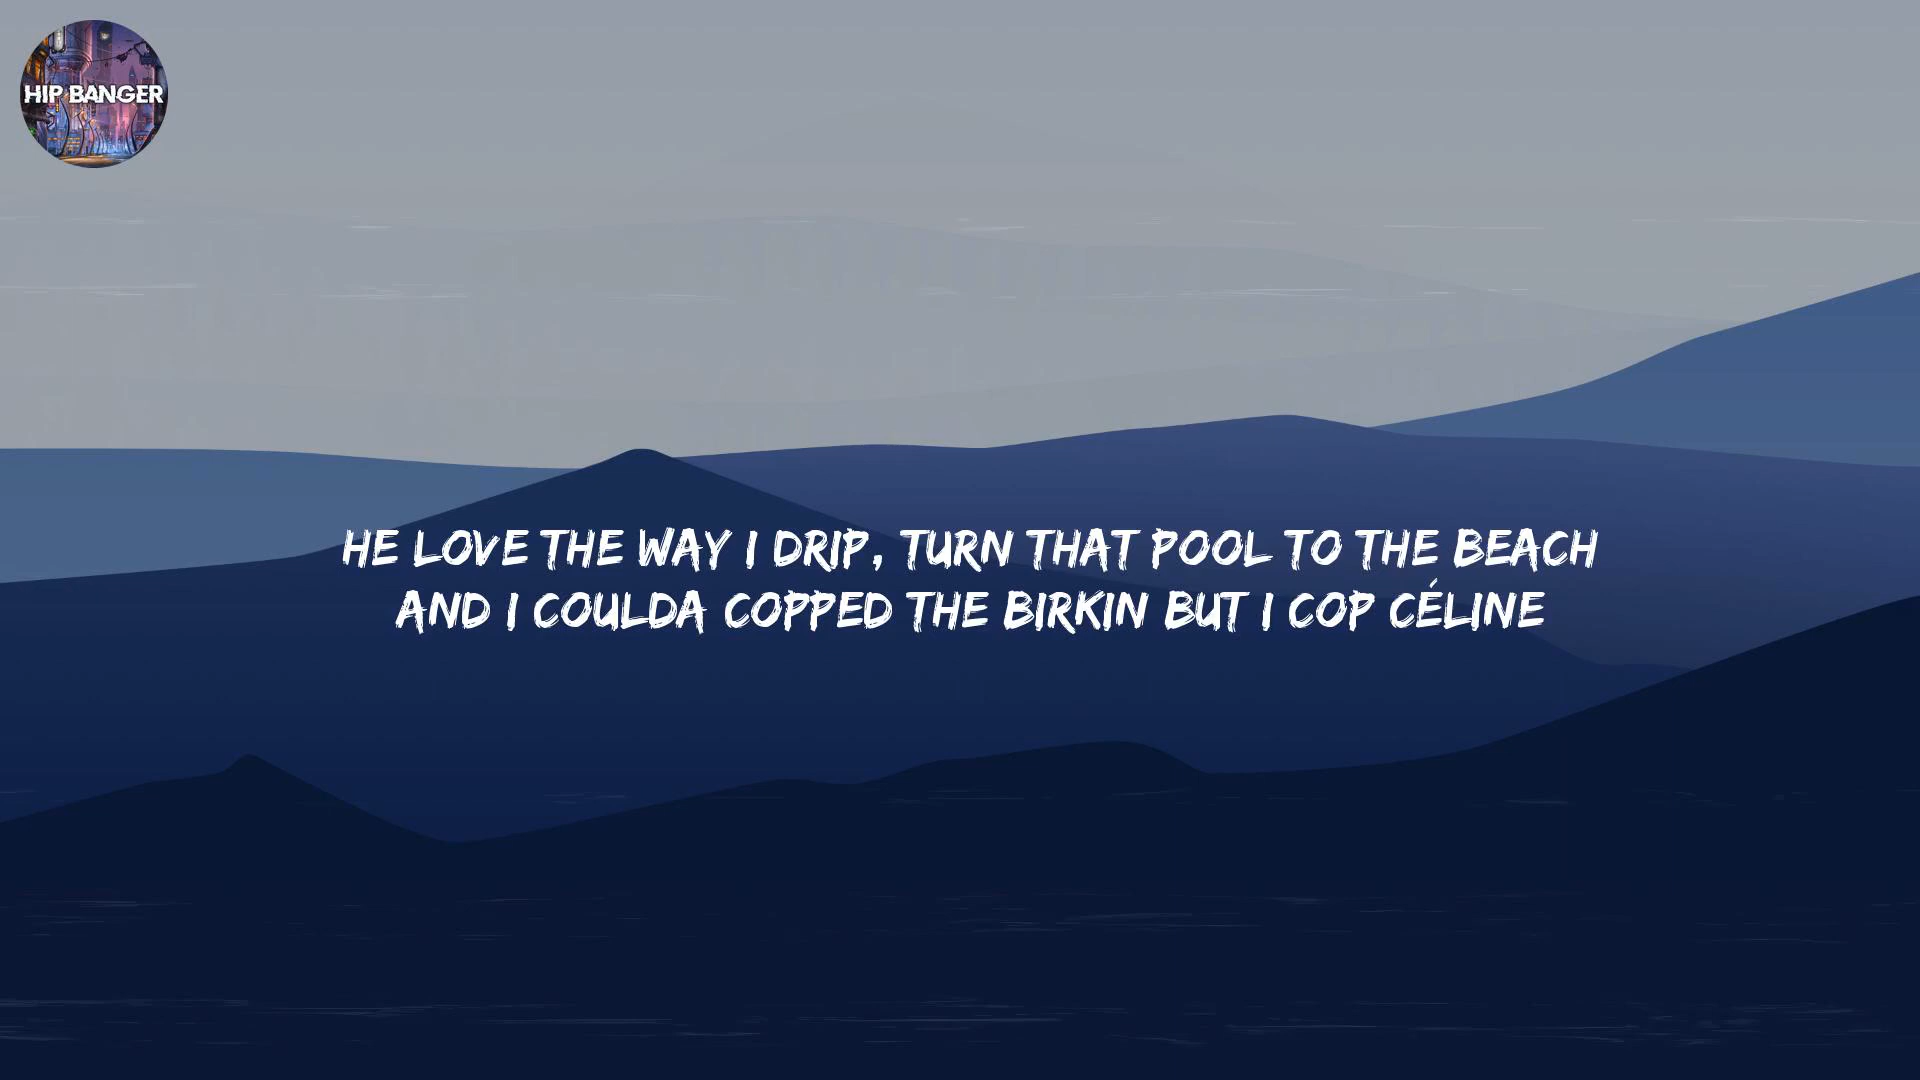 HIP BANGER
HE LOVE THE WAY I DRIP, TURN THAT POOL TO THE BEACH
AND I COULDA COPPED THE BIRKIN BUT I COP CÉLINE